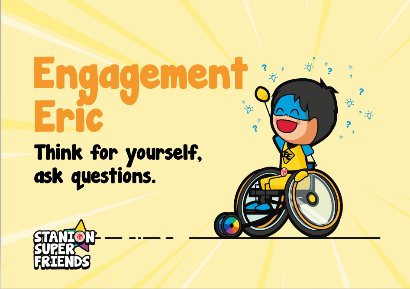 Engagement
Eric
Think for yourself,
ask questions.
STANION
SUPER
FRIENDS